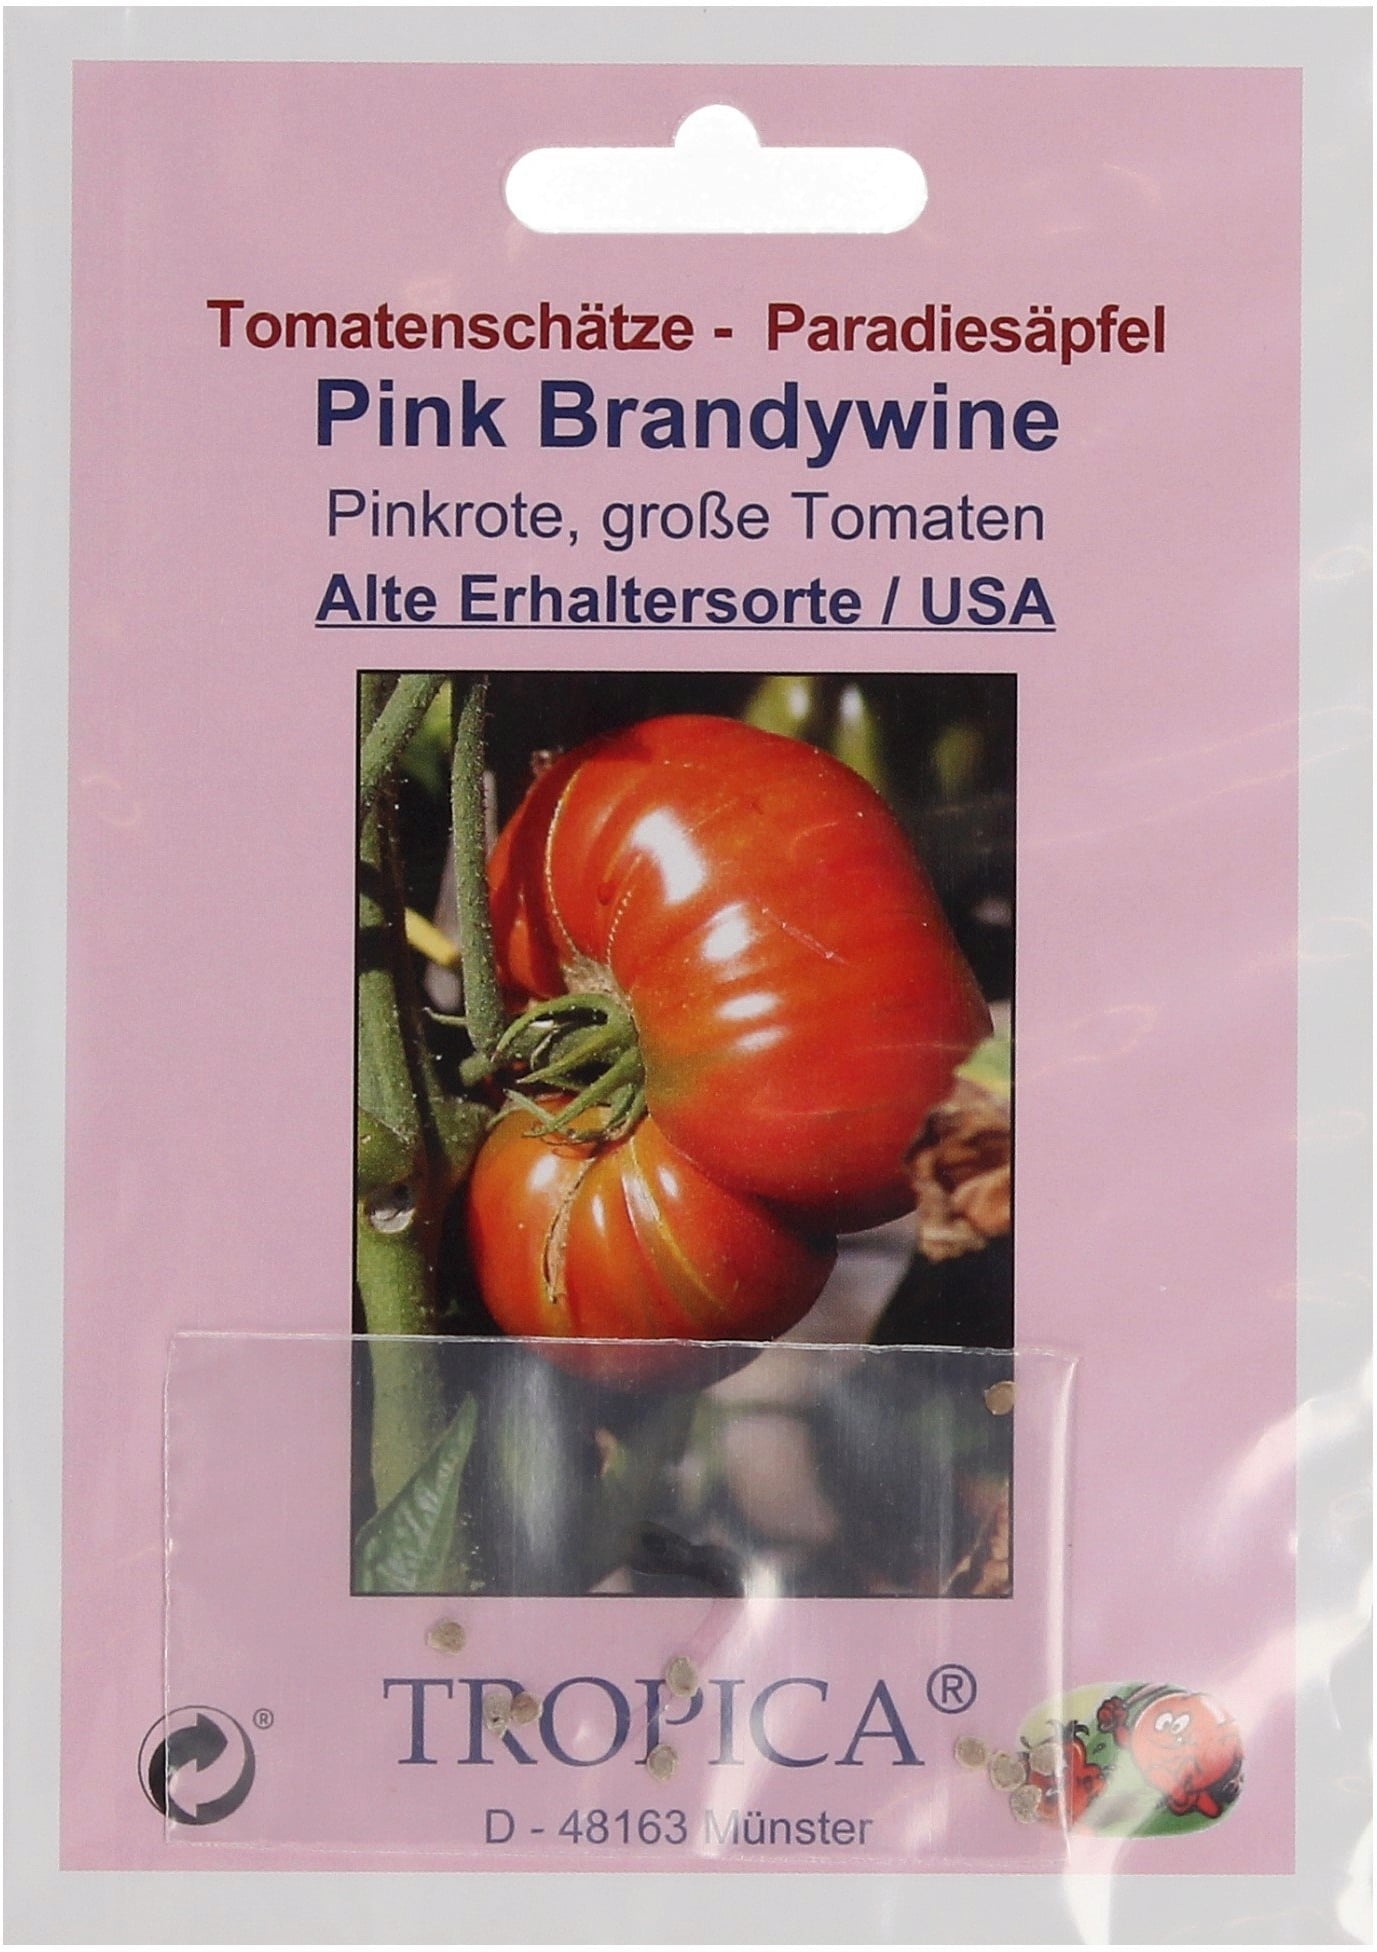 Tomatenschätze - Paradiesäpfel
Pink Brandywine
Pinkrote, große Tomaten
Alte Erhaltersorte / USA
TROPICA®
®
D - 48163 Münster